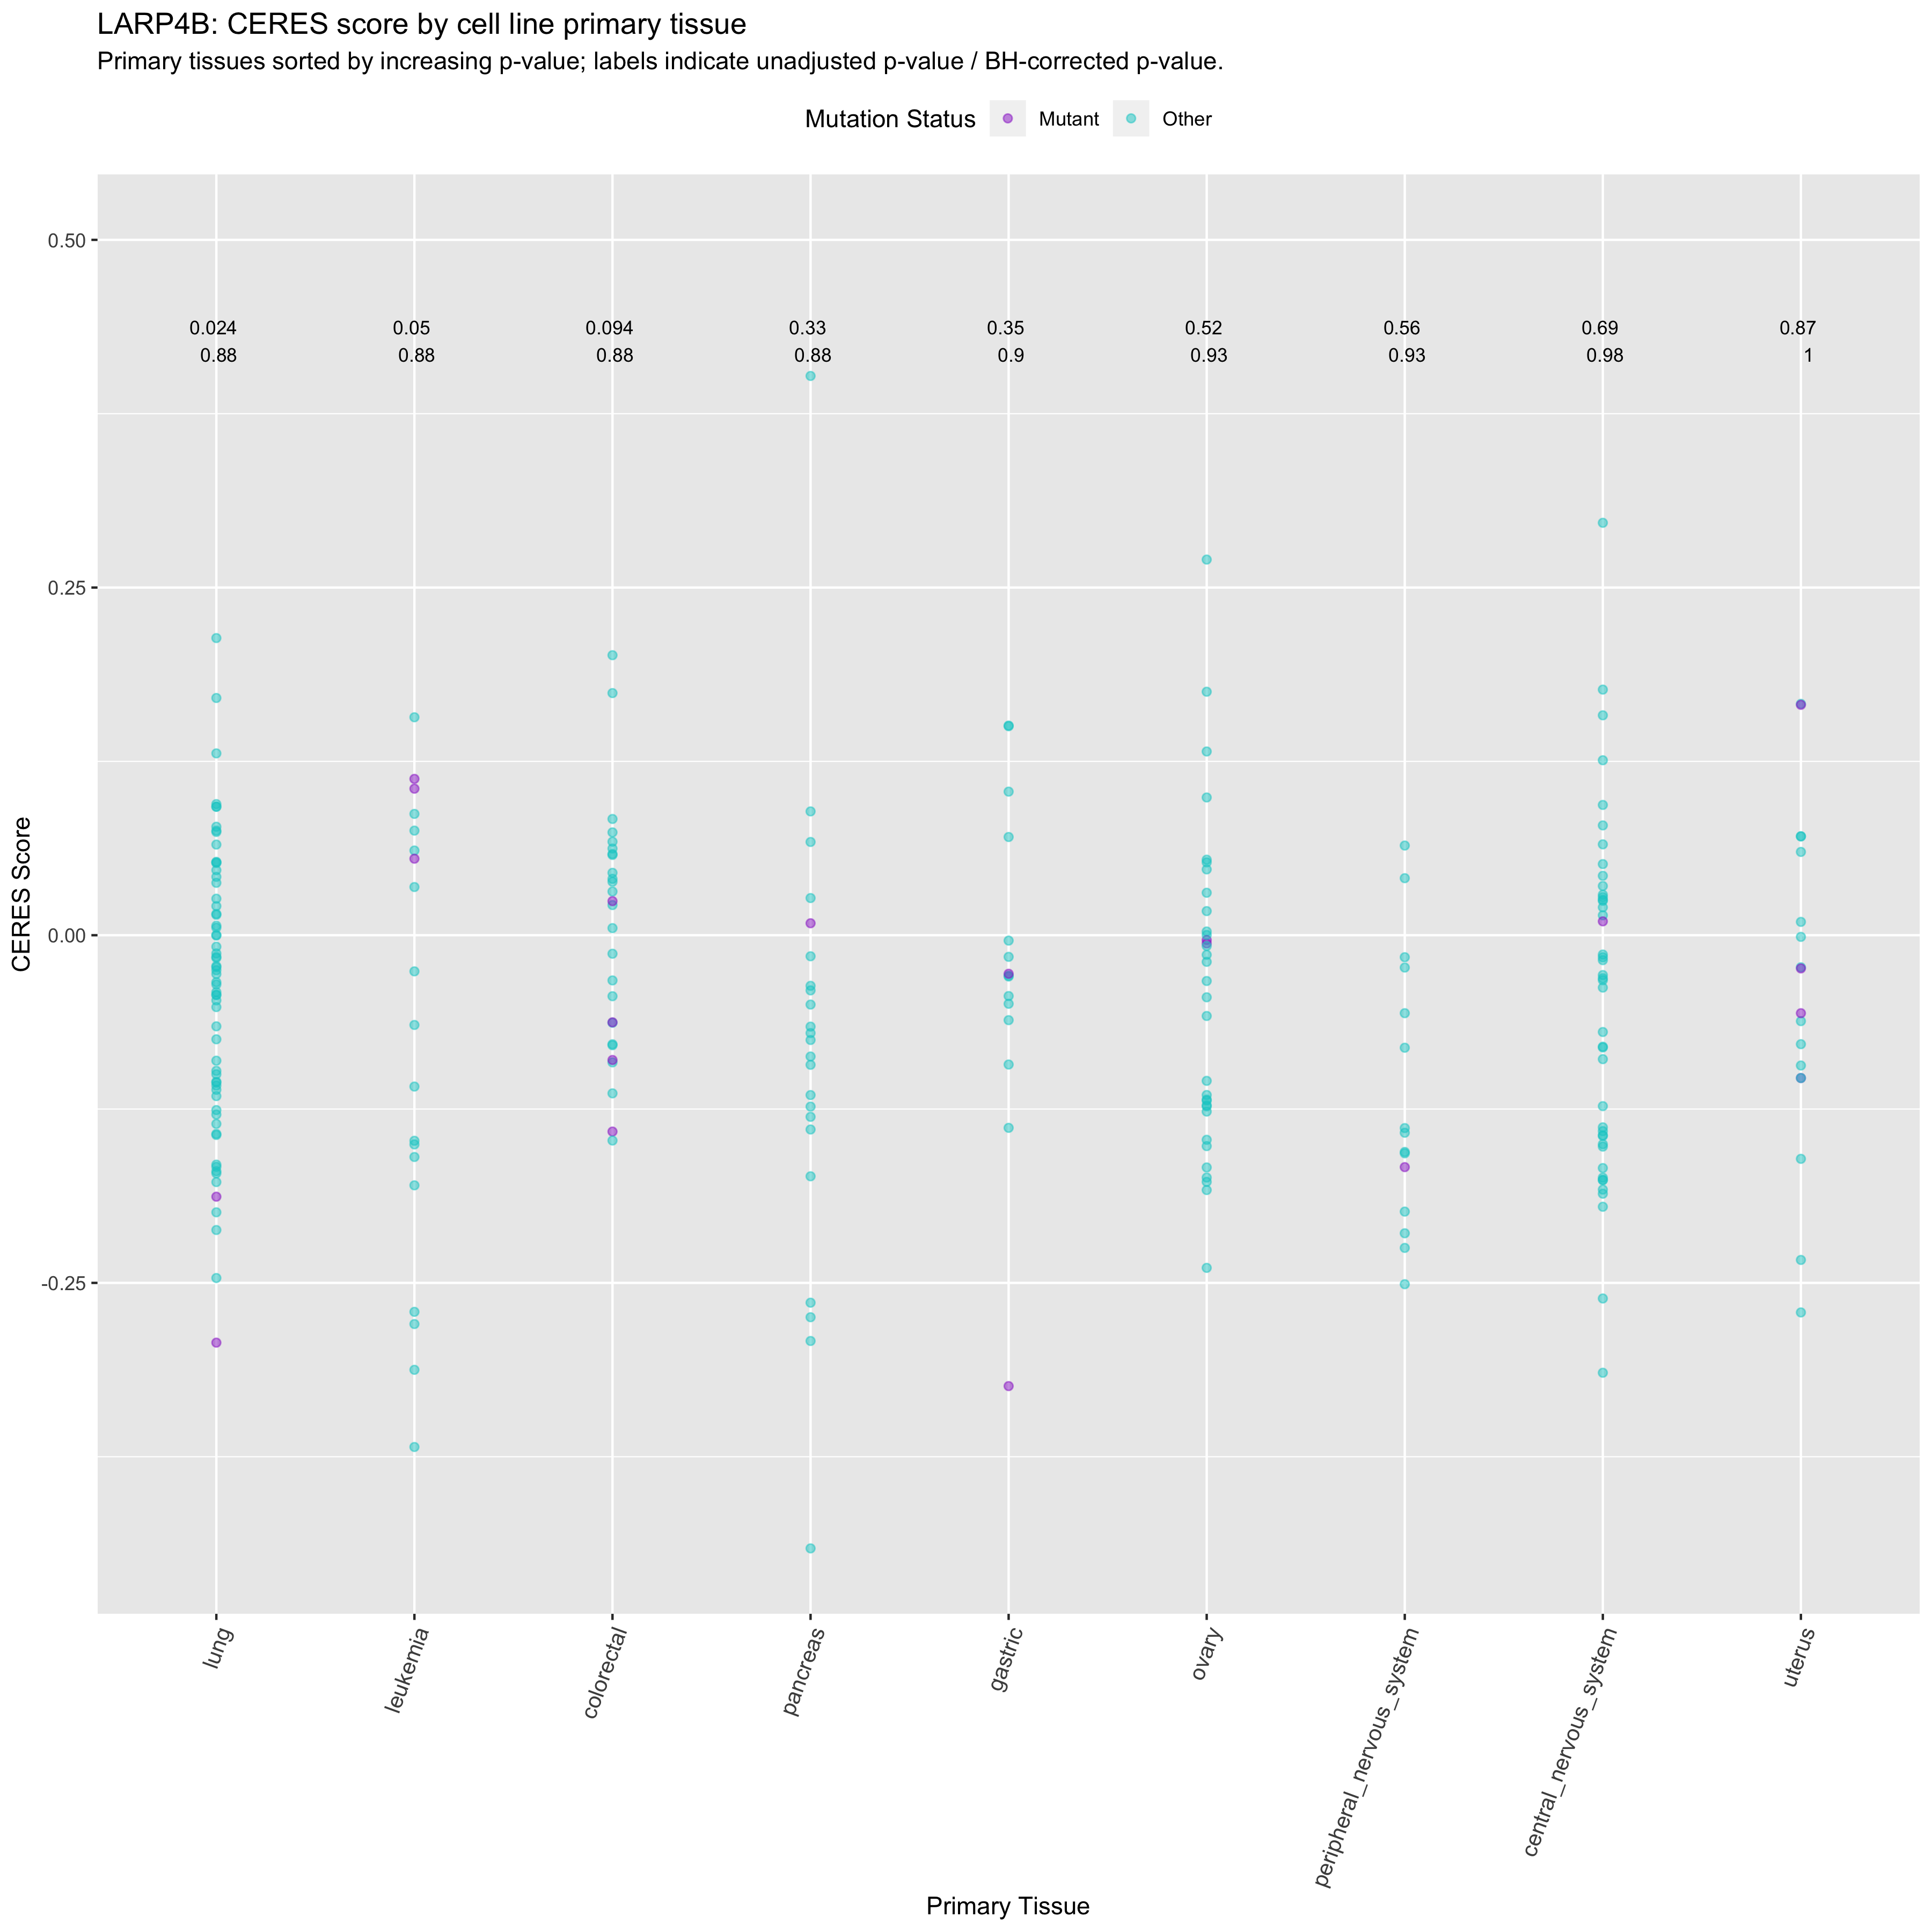 LARP4B: CERES score by cell line primary tissue
Primary tissues sorted by increasing p-value; labels indicate unadjusted p-value / BH-corrected p-value.
Mutation Status Mutant Other
0.50
0.024 0.05 0.094 0.33 0.35 0.52 0.56 0.69 0.87
0.88 0.88 0.88 0.88 0.9 0.93 0.93 0.98 1
0.25
0.00
-0.25
CERES Score
lung leukemia colorectal pancreas gastric ovary peripheral_nervous_system central_nervous_system uterus
Primary Tissue